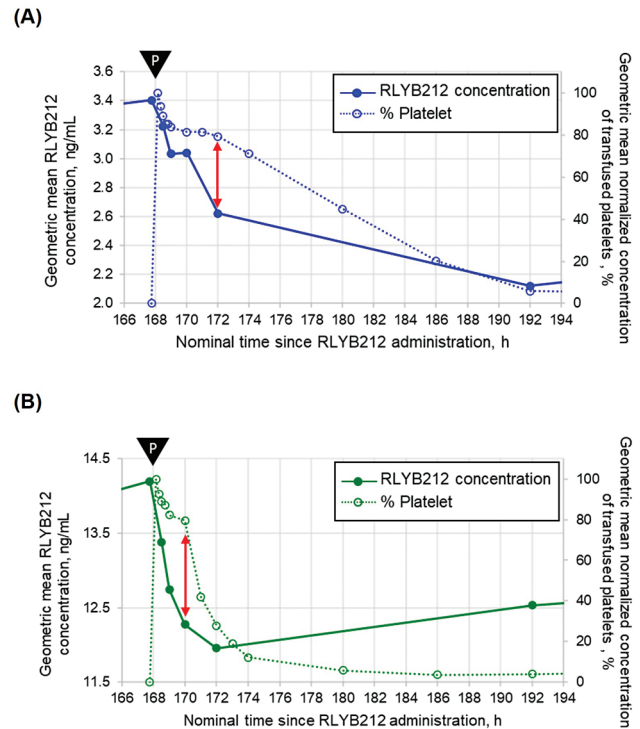 (A)
P
Geometric mean RLYB212
concentration, ng/mL
3.6
3.4
3.2
3.0
2.8
2.6
2.4
2.2
2.0
RLYB212 concentration
% Platelet
100
80
60
40
20
0
Geometric mean normalized concentration
of transfused platelets , %
166 168 170 172 174 176 178 180 182 184 186 188 190 192 194
Nominal time since RLYB212 administration, h
(B)
P
Geometric mean RLYB212
concentration, ng/mL
14.5
13.5
12.5
11.5
RLYB212 concentration
% Platelet
100
80
60
40
20
0
Geometric mean normalized concentration
of transfused platelets , %
166 168 170 172 174 176 178 180 182 184 186 188 190 192 194
Nominal time since RLYB212 administration, h